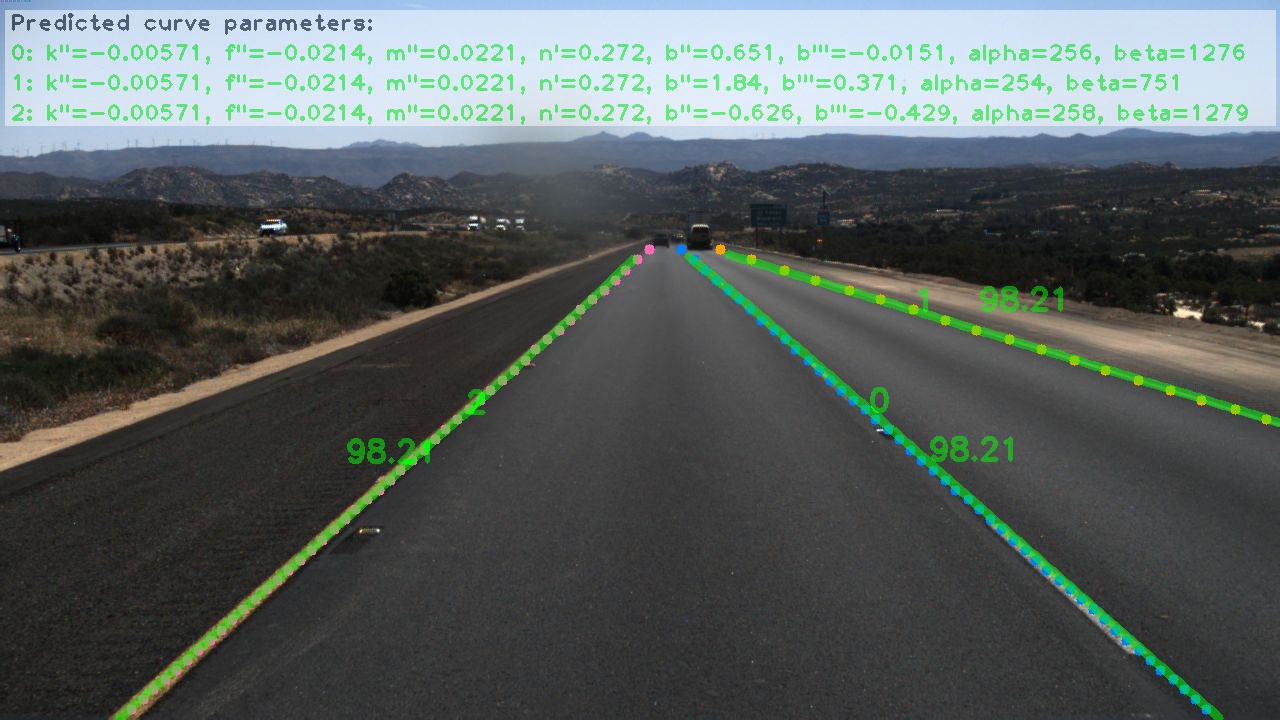 Predicted curve parameters:
0: k''=-0.00571, f''=-0.0214, m''=0.0221, n'=0.272, b''=0.651, b'''=-0.0151, alpha=256, beta=1276
1: k''=-0.00571, f''=-0.0214, m''=0.0221, n'=0.272, b''=1.84, b'''=0.371, alpha=254, beta=751
2: k''=-0.00571, f''=-0.0214, m''=0.0221, n'=0.272, b''=-0.626, b'''=-0.429, alpha=258, beta=1279
1 98.21
2
0
98.21
98.21